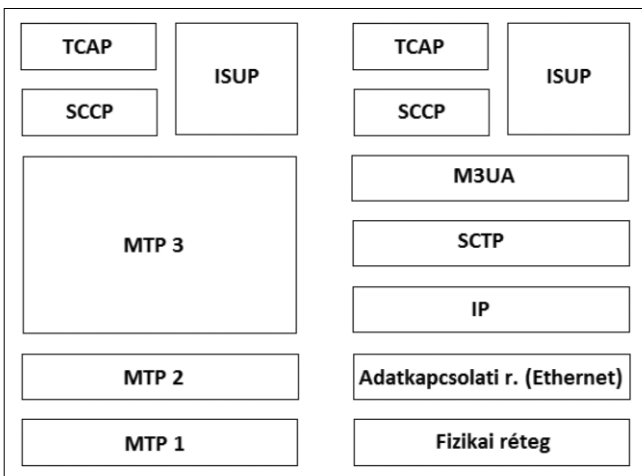 TCAP
ISUP
SCCP
MTP 3
MTP 2
MTP 1
TCAP
ISUP
SCCP
M3UA
SCTP
IP
Adatkapcsolati r. (Ethernet)
Fizikai réteg